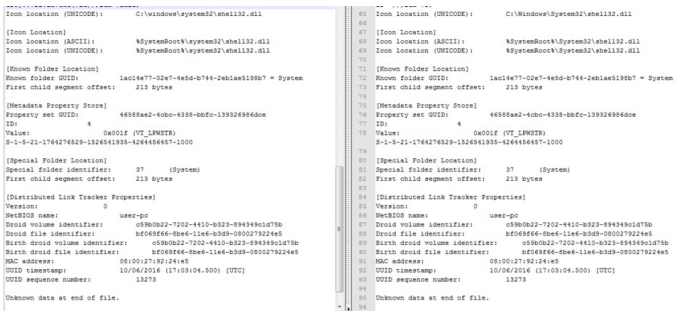 Icon location (UNICODE): C:\windows\system32\shell32.dll
[Icon Location]
Icon location (ASCII): %SystemRoot%\system32\shell32.dll
Icon location (UNICODE): %SystemRoot%\system32\shell32.dll
[Known Folder Location]
Known folder GUID: 1ac14e77-02e7-4e5d-b744-2eb1ae5198b7 = System
First child segment offset: 213 bytes
[Metadata Property Store]
Property set GUID: 46588ae2-4cbc-4338-bbfc-139326986dce
ID: 4
Value: 0x001f (VT_LPWSTR)
S-1-5-21-1764276529-1526541935-4264456457-1000
[Special Folder Location]
Special folder identifier: 37 (System)
First child segment offset: 213 bytes
[Distributed Link Tracker Properties]
Version: 0
NetBIOS name: user-pc
Droid volume identifier: c59b0b22-7202-4410-b323-894349c1d75b
Droid file identifier: bf069f66-8be6-11e6-b3d9-0800279224e5
Birth droid volume identifier: c59b0b22-7202-4410-b323-894349c1d75b
Birth droid file identifier: bf069f66-8be6-11e6-b3d9-0800279224e5
MAC address: 08:00:27:92:24:e5
UUID timestamp: 10/06/2016 (17:03:04.500) [UTC]
UUID sequence number: 13273
Unknown data at end of file.
65 Icon location (UNICODE): C:\Windows\System32\shell32.dll
66
67 [Icon Location]
68 Icon location (ASCII): %SystemRoot%\System32\shell32.dll
69 Icon location (UNICODE): %SystemRoot%\System32\shell32.dll
70
71 [Known Folder Location]
72 Known folder GUID: 1ac14e77-02e7-4e5d-b744-2eb1ae5198b7 = System
73 First child segment offset: 213 bytes
74
75 [Metadata Property Store]
76 Property set GUID: 46588ae2-4cbc-4338-bbfc-139326986dce
77 ID: 4
78 Value: 0x001f (VT_LPWSTR)
S-1-5-21-1764276529-1526541935-4264456457-1000
79
80 [Special Folder Location]
81 Special folder identifier: 37 (System)
82 First child segment offset: 213 bytes
83
84 [Distributed Link Tracker Properties]
85 Version: 0
86 NetBIOS name: user-pc
87 Droid volume identifier: c59b0b22-7202-4410-b323-894349c1d75b
88 Droid file identifier: bf069f66-8be6-11e6-b3d9-0800279224e5
89 Birth droid volume identifier: c59b0b22-7202-4410-b323-894349c1d75b
90 Birth droid file identifier: bf069f66-8be6-11e6-b3d9-0800279224e5
91 MAC address: 08:00:27:92:24:e5
92 UUID timestamp: 10/06/2016 (17:03:04.500) [UTC]
93 UUID sequence number: 13273
94
95 Unknown data at end of file.
96